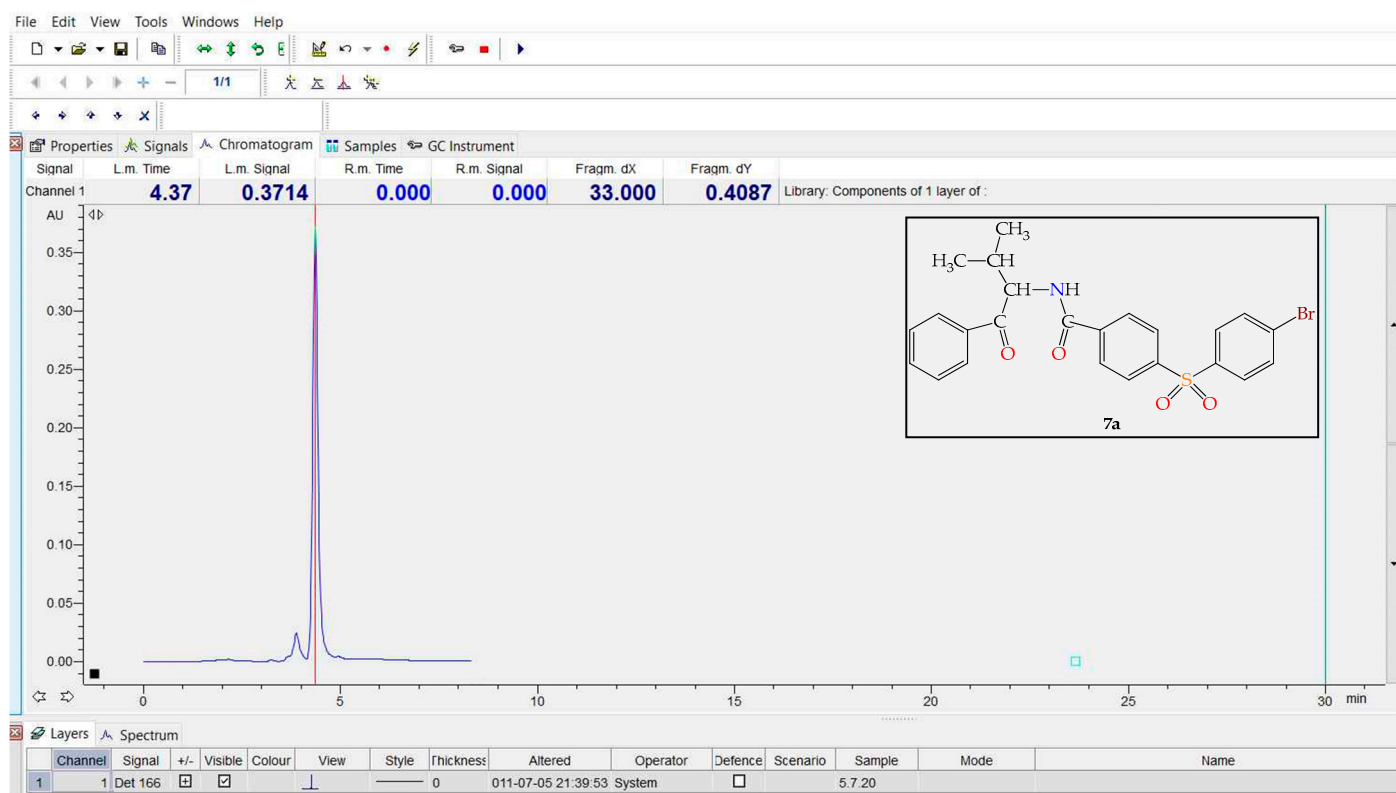 File Edit View Tools Windows Help
1/1
Properties Signals Chromatogram Samples GC Instrument
Signal L.m. Time L.m. Signal R.m. Time R.m. Signal Fragm. dX Fragm. dY
Channel 1 4.37 0.3714 0.000 0.000 33.000 0.4087 Library: Components of 1 layer of :
AU
0.35
0.30
0.25
0.20
0.15
0.10
0.05
0.00
CH3
H3C CH
CH NH
C C
O O
Br
S
O O
7a
0 5 10 15 20 25 30 min
Layers Spectrum
Channel Signal +/- Visible Colour View Style Thickness Altered Operator Defence Scenario Sample Mode Name
1 1 Det 166 0 011-07-05 21:39:53 System 5.7.20